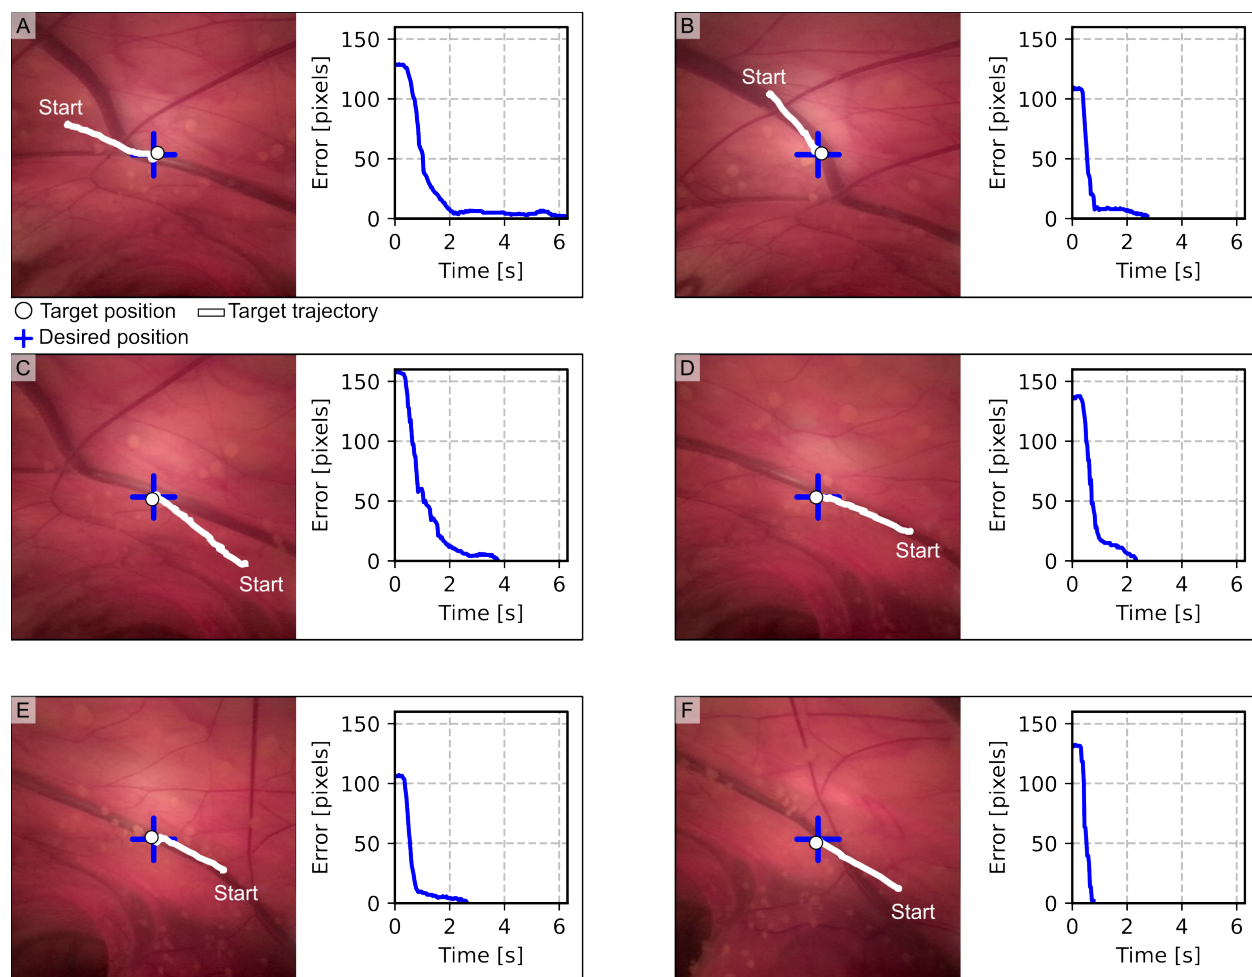 A
Start
Error [pixels]
150
100
50
0
0 2 4 6
Time [s]
B
Start
Error [pixels]
150
100
50
0
0 2 4 6
Time [s]
Target position Target trajectory
Desired position
C
Start
Error [pixels]
150
100
50
0
0 2 4 6
Time [s]
D
Start
Error [pixels]
150
100
50
0
0 2 4 6
Time [s]
E
Start
Error [pixels]
150
100
50
0
0 2 4 6
Time [s]
F
Start
Error [pixels]
150
100
50
0
0 2 4 6
Time [s]